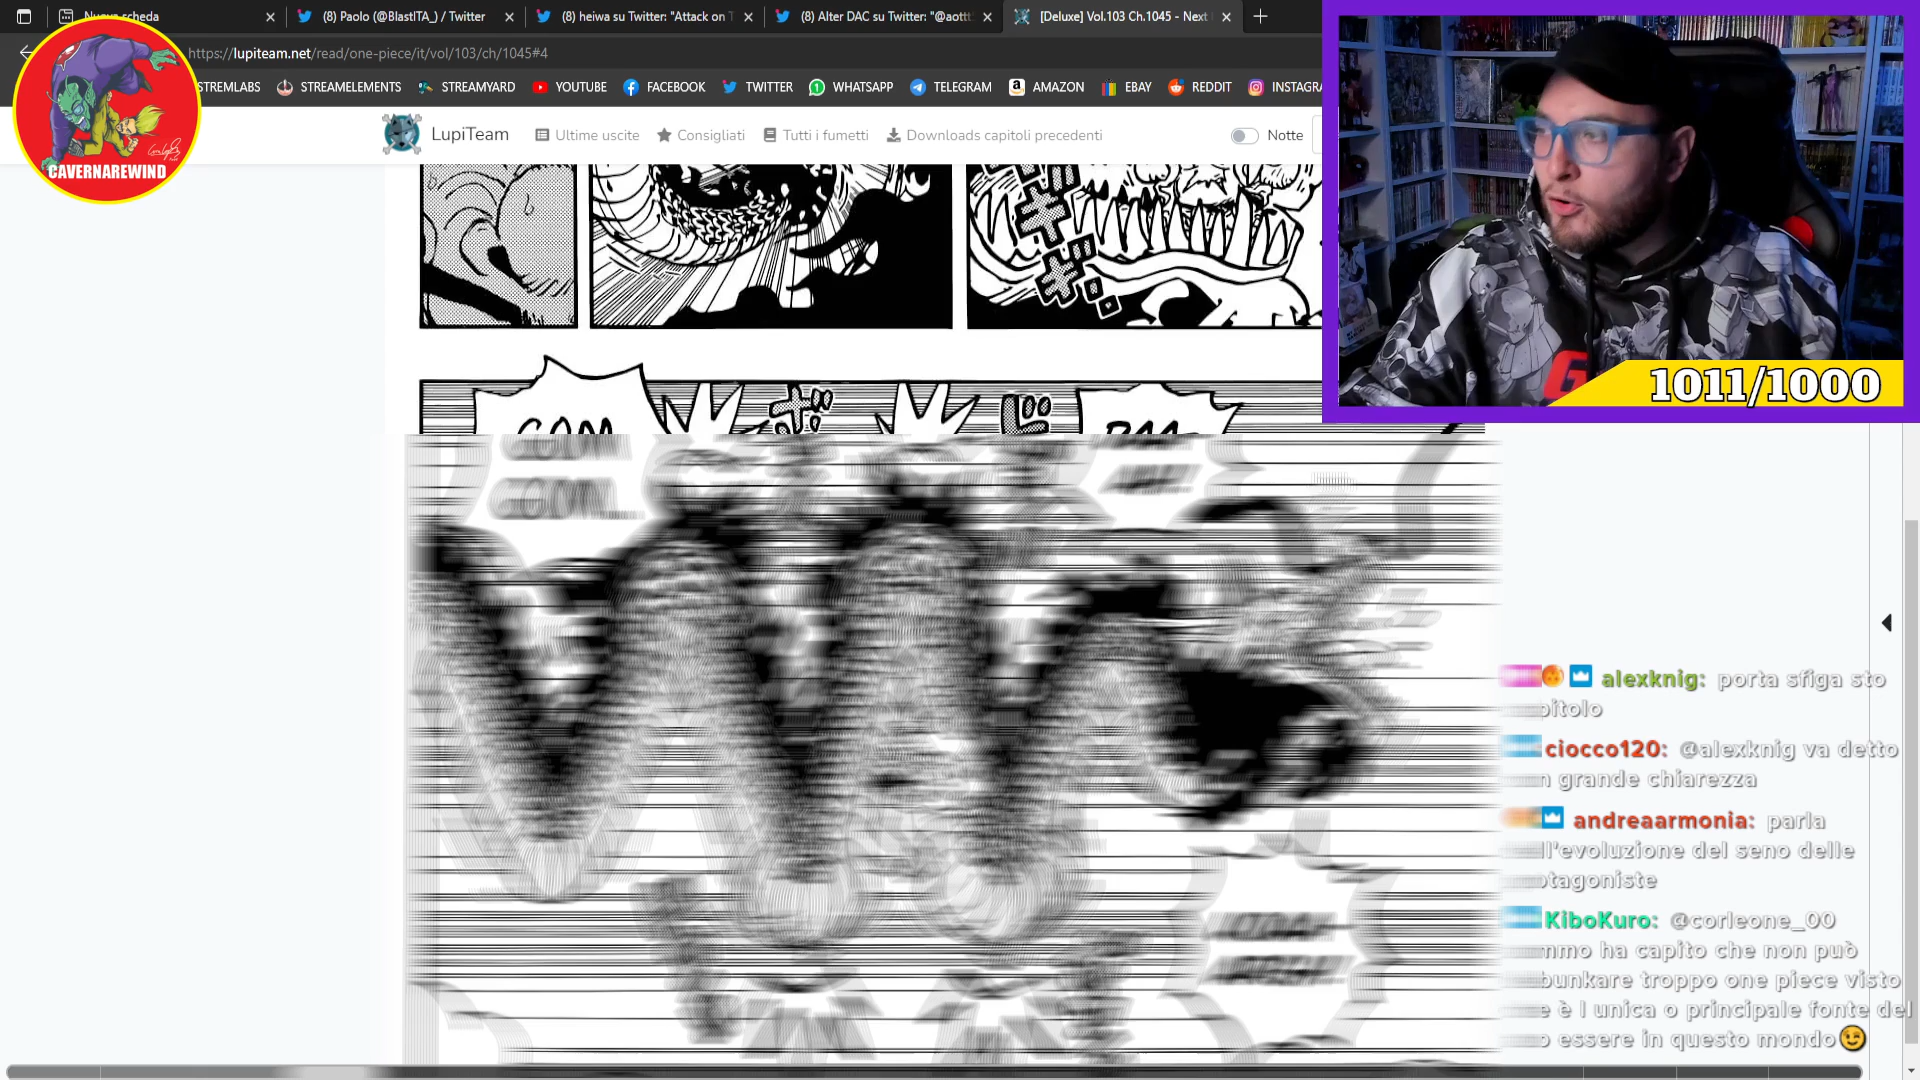 Nuova scheda
(8) Paolo (@BlastITA_) / Twitter
(8) heiwa su Twitter: "Attack on T
(8) Alter DAC su Twitter: "@aottt
[Deluxe] Vol.103 Ch.1045 - Next
https://lupiteam.net/read/one-piece/it/vol/103/ch/1045#4
STREMLABS
STREAMELEMENTS
STREAMYARD
YOUTUBE
FACEBOOK
TWITTER
WHATSAPP
TELEGRAM
AMAZON
EBAY
REDDIT
INSTAGRA
CAVERNAREWIND
LupiTeam
Ultime uscite
Consigliati
Tutti i fumetti
Downloads capitoli precedenti
Notte
G
1011/1000
GOM
GOM...
alexknig: porta sfiga sto
pitolo
ciocco120: @alexknig va detto
n grande chiarezza
andreaarmonia: parla
ll'evoluzione del seno delle
otagoniste
KiboKuro: @corleone_00
mmo ha capito che non può
bunkare troppo one piece visto
e è l unica o principale fonte del
o essere in questo mondo